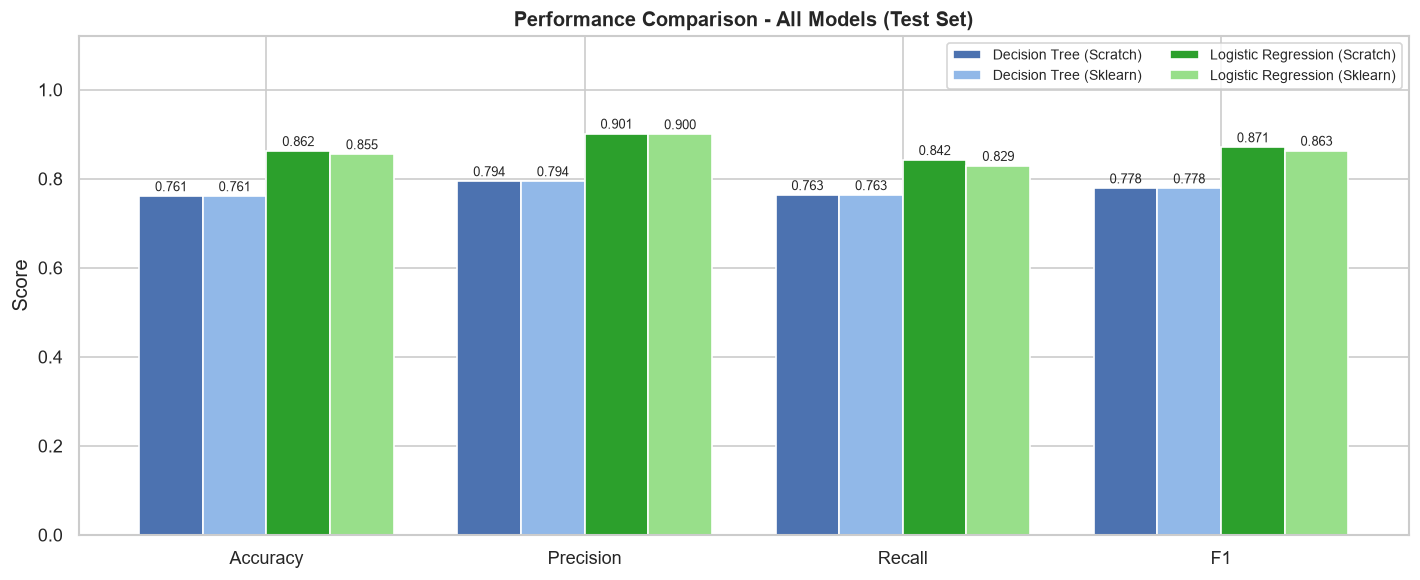 Performance Comparison - All Models (Test Set)
Decision Tree (Scratch) Logistic Regression (Scratch)
Decision Tree (Sklearn) Logistic Regression (Sklearn)
Score
1.0
0.8
0.6
0.4
0.2
0.0
0.761 0.761 0.862 0.855
0.794 0.794 0.901 0.900
0.763 0.763 0.842 0.829
0.778 0.778 0.871 0.863
Accuracy Precision Recall F1